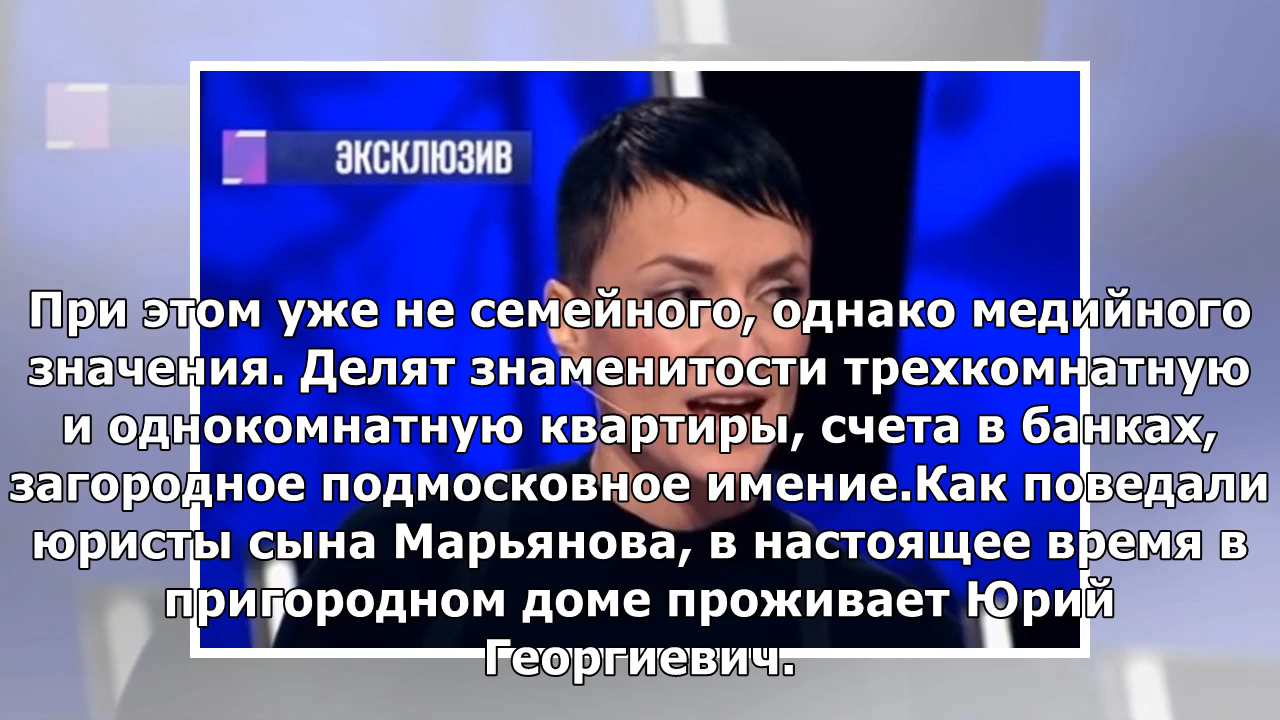 ЭКСКЛЮЗИВ
При этом уже не семейного, однако медийного
значения. Делят знаменитости трехкомнатную
и однокомнатную квартиры, счета в банках,
загородное подмосковное имение.Как поведали
юристы сына Марьянова, в настоящее время в
пригородном доме проживает Юрий
Георгиевич.